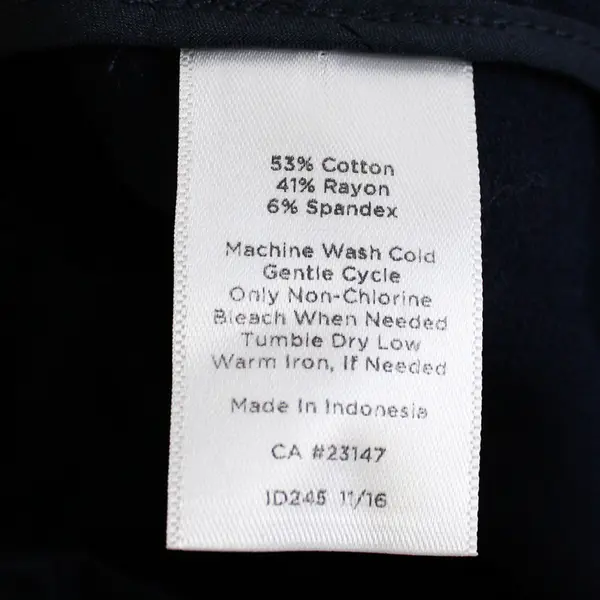 53% Cotton
41% Rayon
6% Spandex
Machine Wash Cold
Gentle Cycle
Only Non-Chlorine
Bleach When Needed
Tumble Dry Low
Warm Iron, If Needed
Made In Indonesia
CA #23147
ID245 11/16